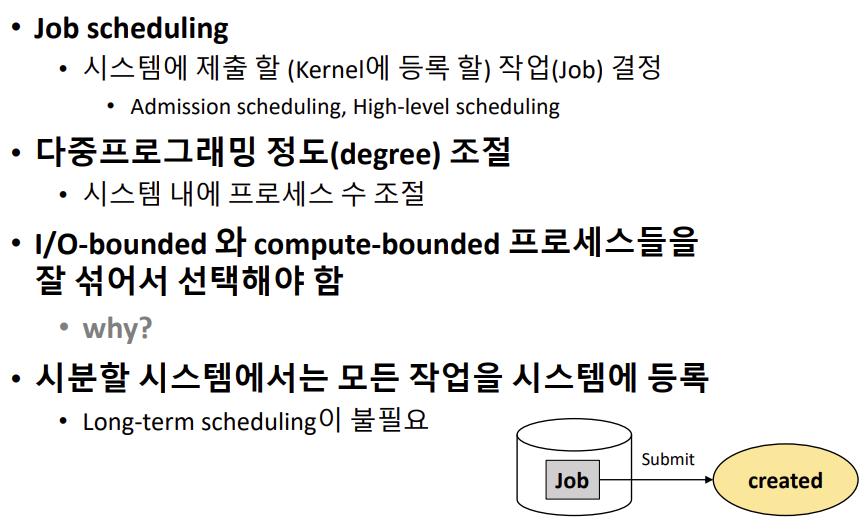 • Job scheduling
• 시스템에 제출 할 (Kernel에 등록 할) 작업(Job) 결정
• Admission scheduling, High-level scheduling
• 다중프로그래밍 정도(degree) 조절
• 시스템 내에 프로세스 수 조절
• I/O-bounded 와 compute-bounded 프로세스들을
잘 섞어서 선택해야 함
• why?
• 시분할 시스템에서는 모든 작업을 시스템에 등록
• Long-term scheduling이 불필요
Job
Submit
created